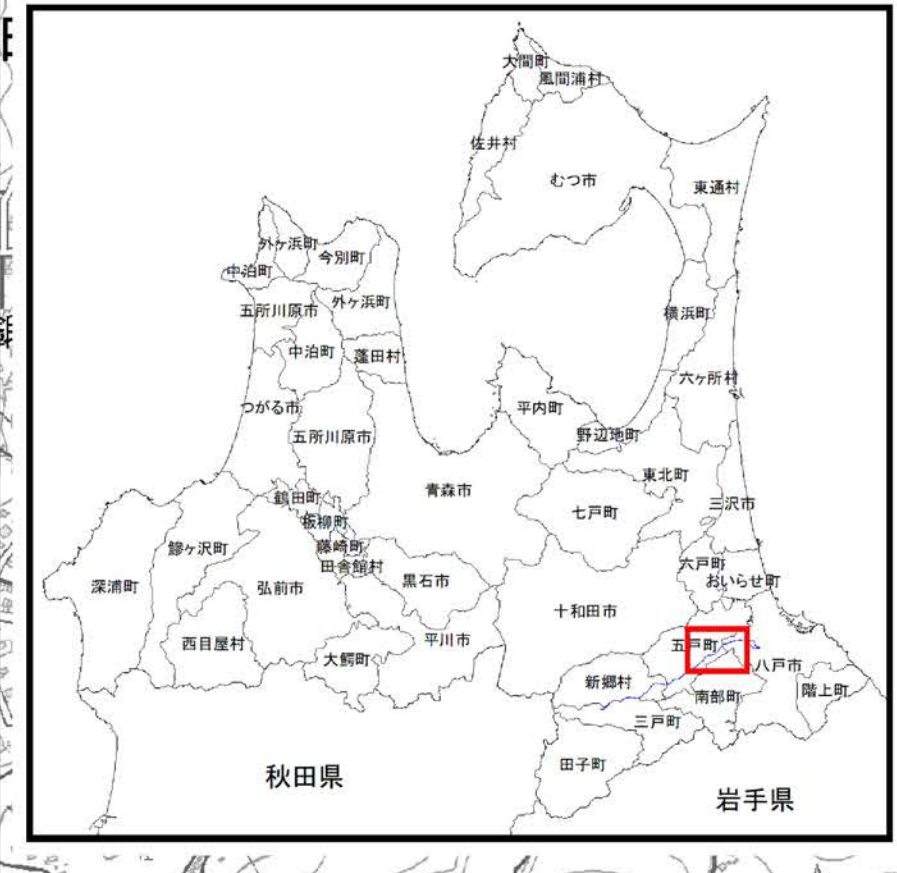 大間町
風間浦村
佐井村
むつ市
東通村
外ヶ浜町
今別町
中泊町
五所川原市
外ヶ浜町
横浜町
中泊町
蓬田村
六ヶ所村
つがる市
平内町
五所川原市
野辺地町
青森市
東北町
鶴田町
三沢市
七戸町
板柳町
藤崎町
鰺ヶ沢町
田舎館村
六戸町
おいらせ町
深浦町
弘前市
黒石市
十和田市
西目屋村
平川市
五戸町
大鰐町
八戸市
新郷村
南部町
階上町
三戸町
田子町
秋田県
岩手県